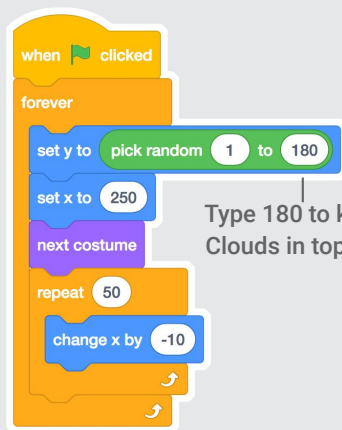 when clicked
forever
set y to pick random 1 to 180
set x to 250
Type 180 to k
next costume
Clouds in top
repeat 50
change x by -10